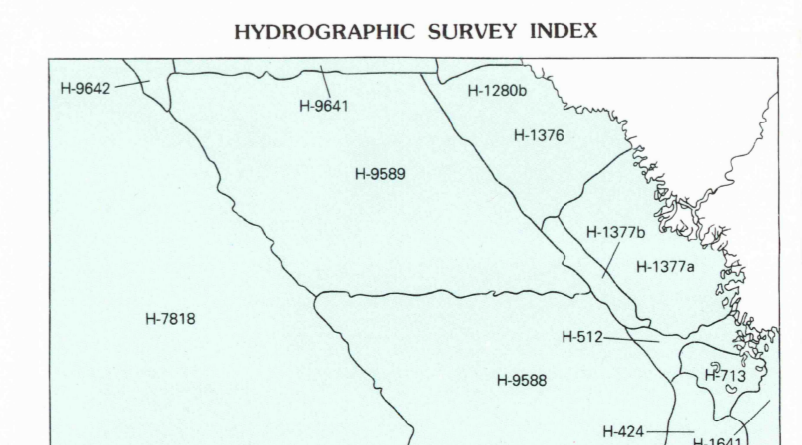 HYDROGRAPHIC SURVEY INDEX
H-9642
H-1280b
H-9641
H-1376
H-9589
H-1377b
H-1377a
H-7818
H-512
H-9588
H-713
H-424
H-1641